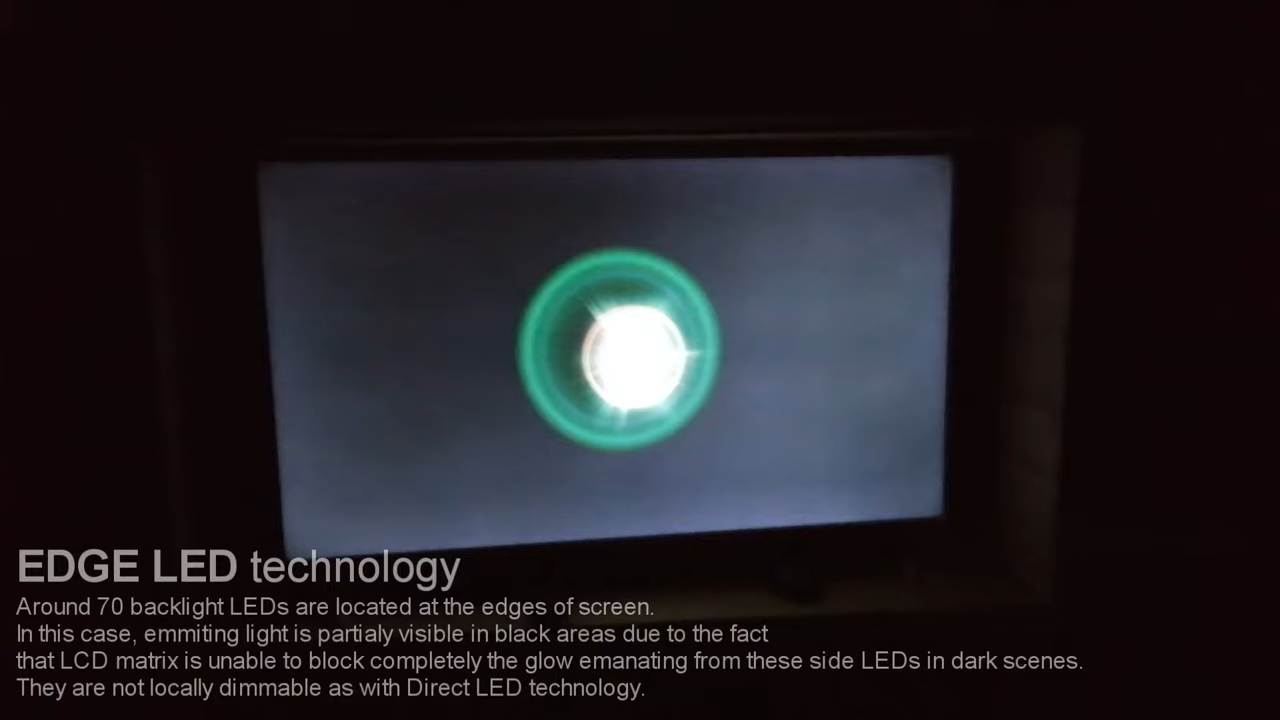 EDGE LED technology
Around 70 backlight LEDs are located at the edges of screen.
In this case, emmiting light is partialy visible in black areas due to the fact
that LCD matrix is unable to block completely the glow emanating from these side LEDs in dark scenes.
They are not locally dimmable as with Direct LED technology.